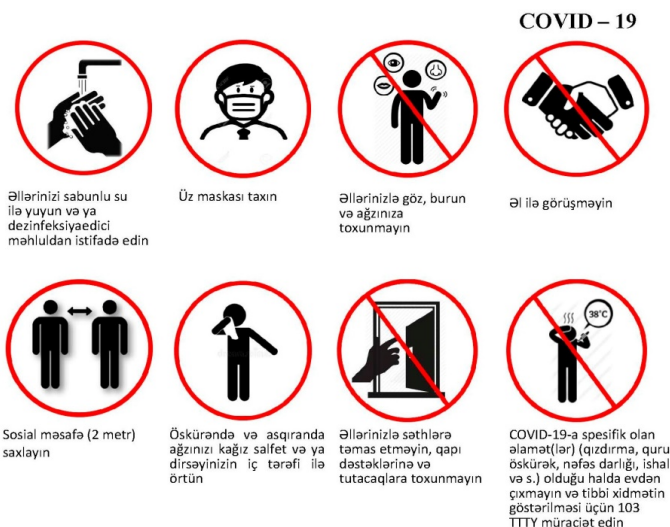 COVID – 19
Əllərinizi sabunlu su
ilə yuyun və ya
dezinfeksiyaedici
məhluldan istifadə edin
Üz maskası taxın
Əllərinizlə göz, burun
və ağzınıza
toxunmayın
Əl ilə görüşməyin
38°C
Sosial məsafə (2 metr)
saxlayın
Öskürəndə və asqıranda
ağzınızı kağız salfet və ya
dirsəyinizin iç tərəfi ilə
örtün
Əllərinizlə səthlərə
təmas etməyin, qapı
dəstəklərinə və
tutacaqlara toxunmayın
COVID-19-a spesifik olan
əlamət(lər) (qızdırma, quru
öskürək, nəfəs darlığı, ishal
və s.) olduğu halda evdən
çıxmayın və tibbi xidmətin
göstərilməsi üçün 103
TTTY müraciət edin